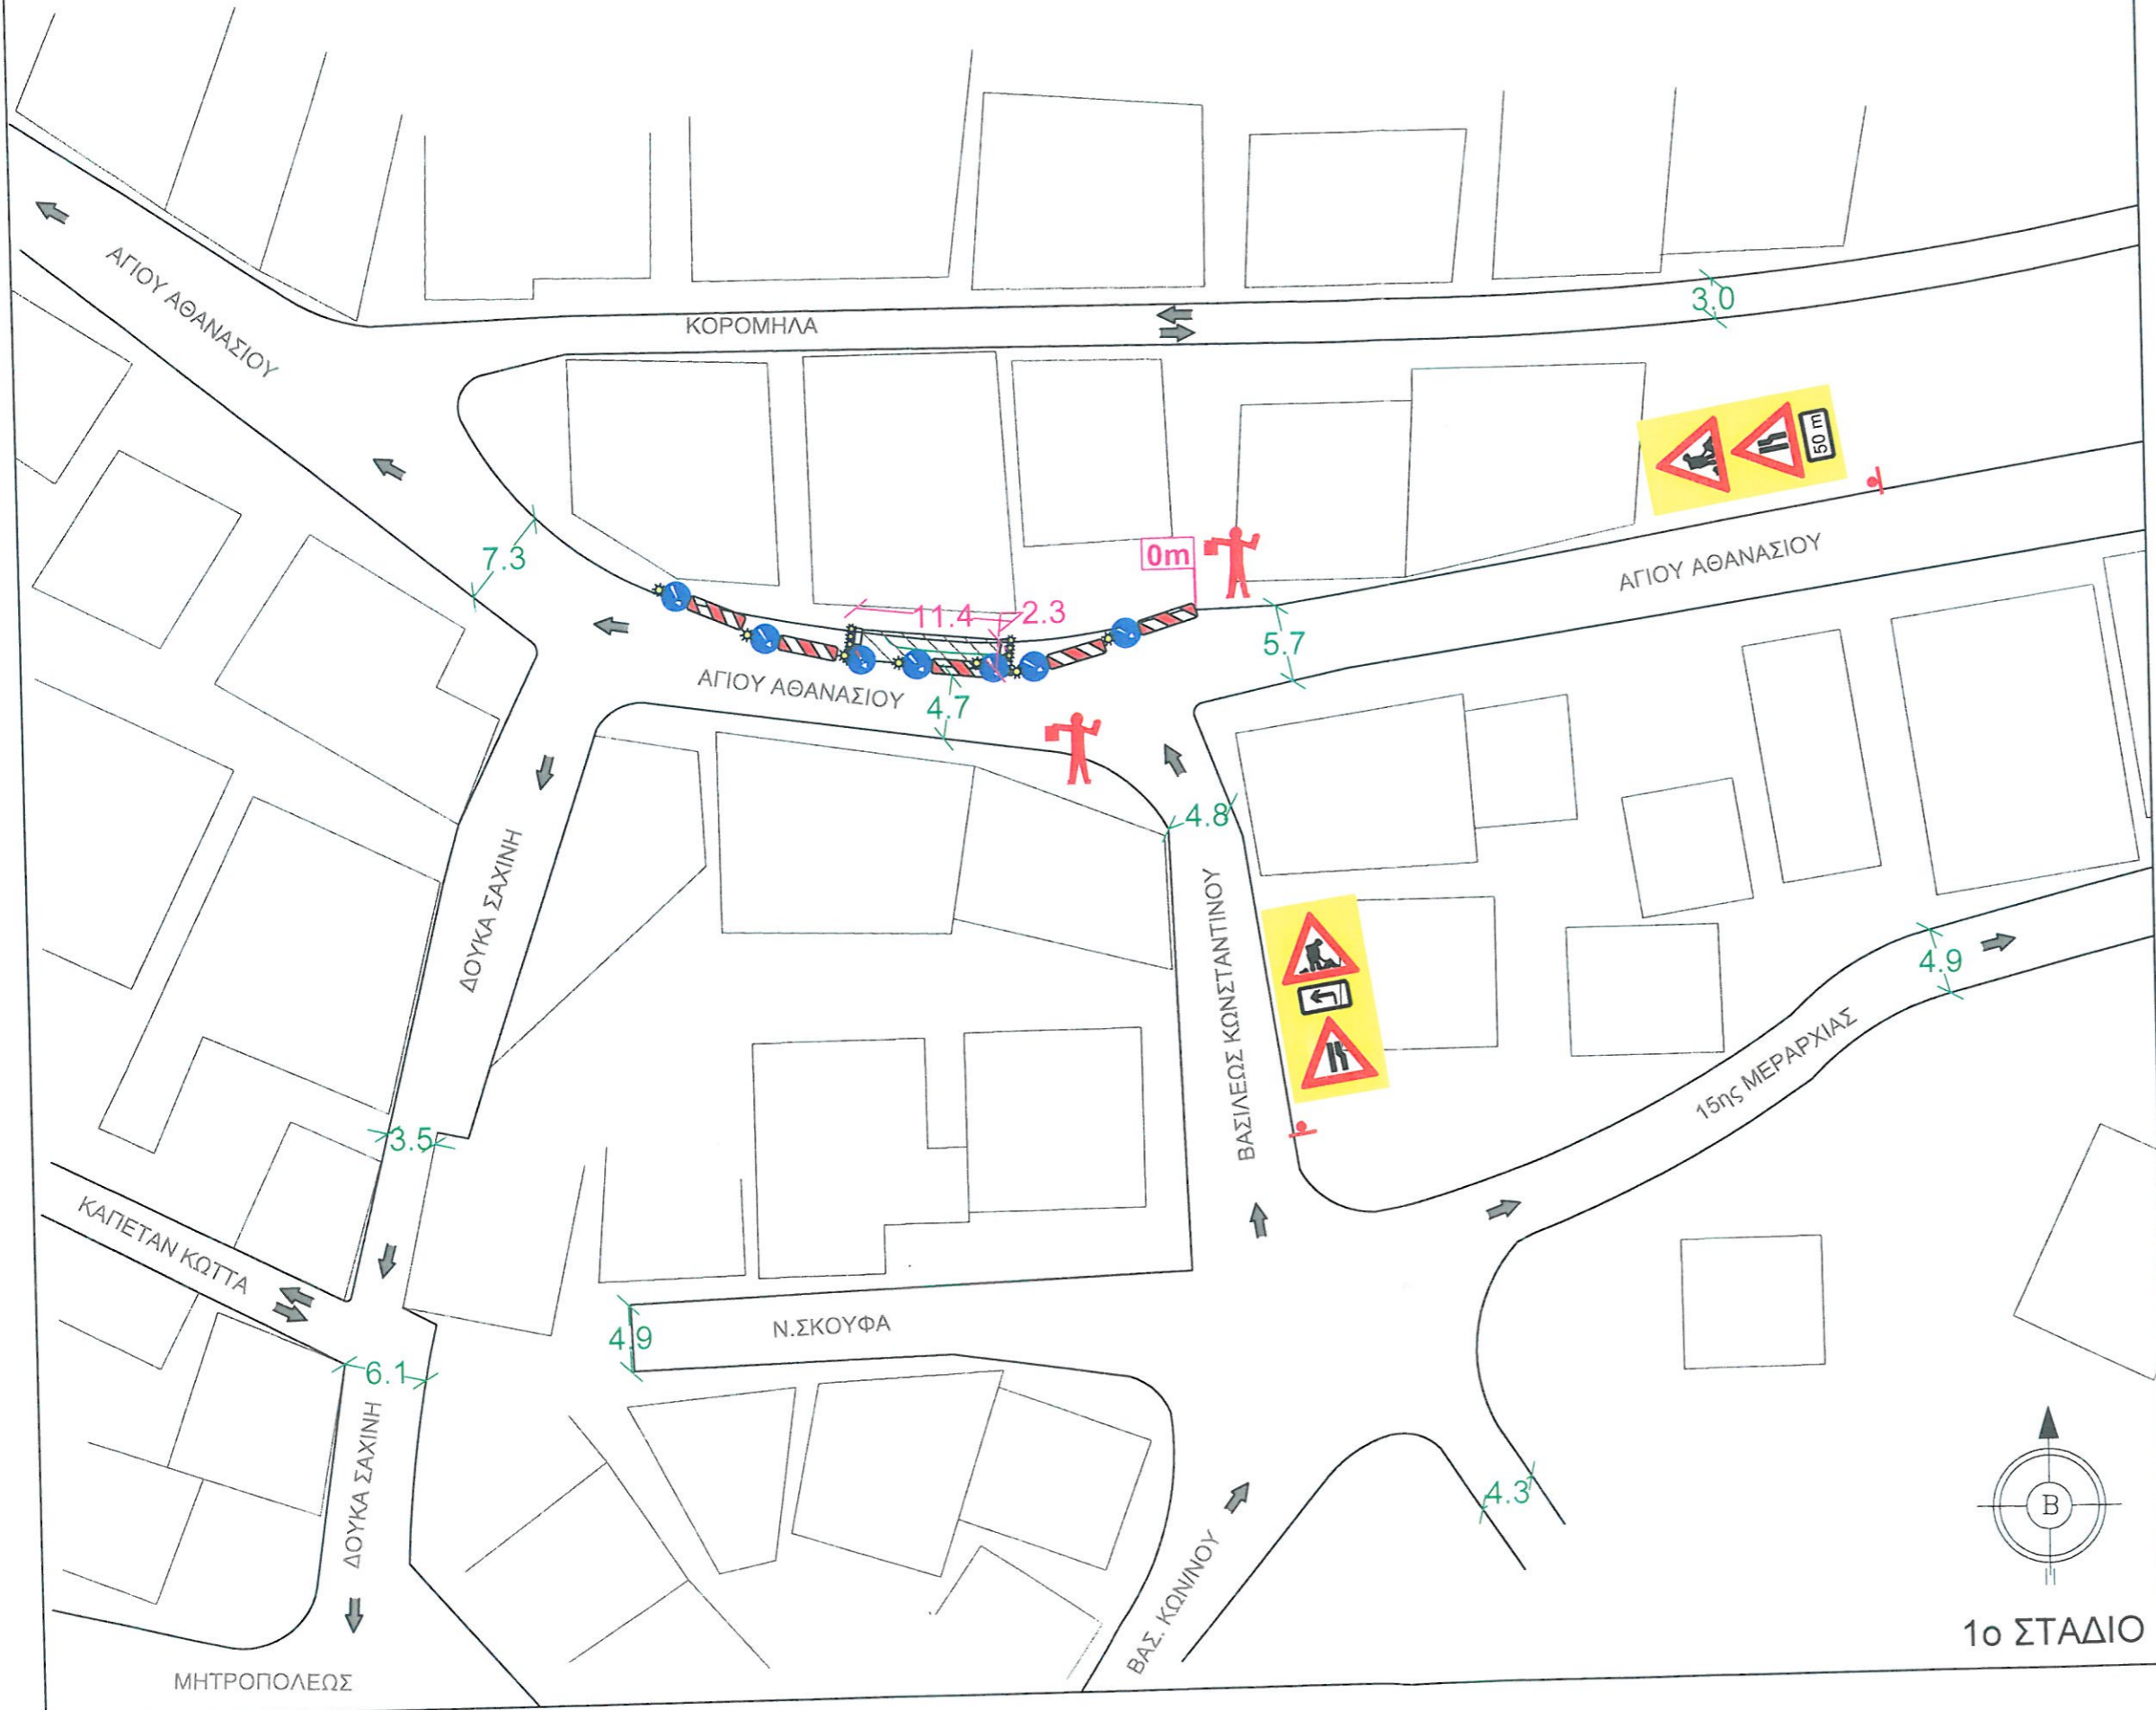 ΑΓΙΟΥ ΑΘΑΝΑΣΙΟΥ
ΚΟΡΟΜΗΛΑ
3.0
50 m
7.3
0m
11.4
2.3
5.7
ΑΓΙΟΥ ΑΘΑΝΑΣΙΟΥ
ΑΓΙΟΥ ΑΘΑΝΑΣΙΟΥ
4.7
4.8
ΔΟΥΚΑ ΣΑΧΙΝΗ
ΒΑΣΙΛΕΩΣ ΚΩΝΣΤΑΝΤΙΝΟΥ
4.9
15ης ΜΕΡΑΡΧΙΑΣ
3.5
ΚΑΠΕΤΑΝ ΚΩΤΤΑ
4.9
Ν.ΣΚΟΥΦΑ
6.1
ΔΟΥΚΑ ΣΑΧΙΝΗ
4.3
ΒΑΣ. ΚΩΝ/ΝΟΥ
Β
1ο ΣΤΑΔΙΟ
ΜΗΤΡΟΠΟΛΕΩΣ